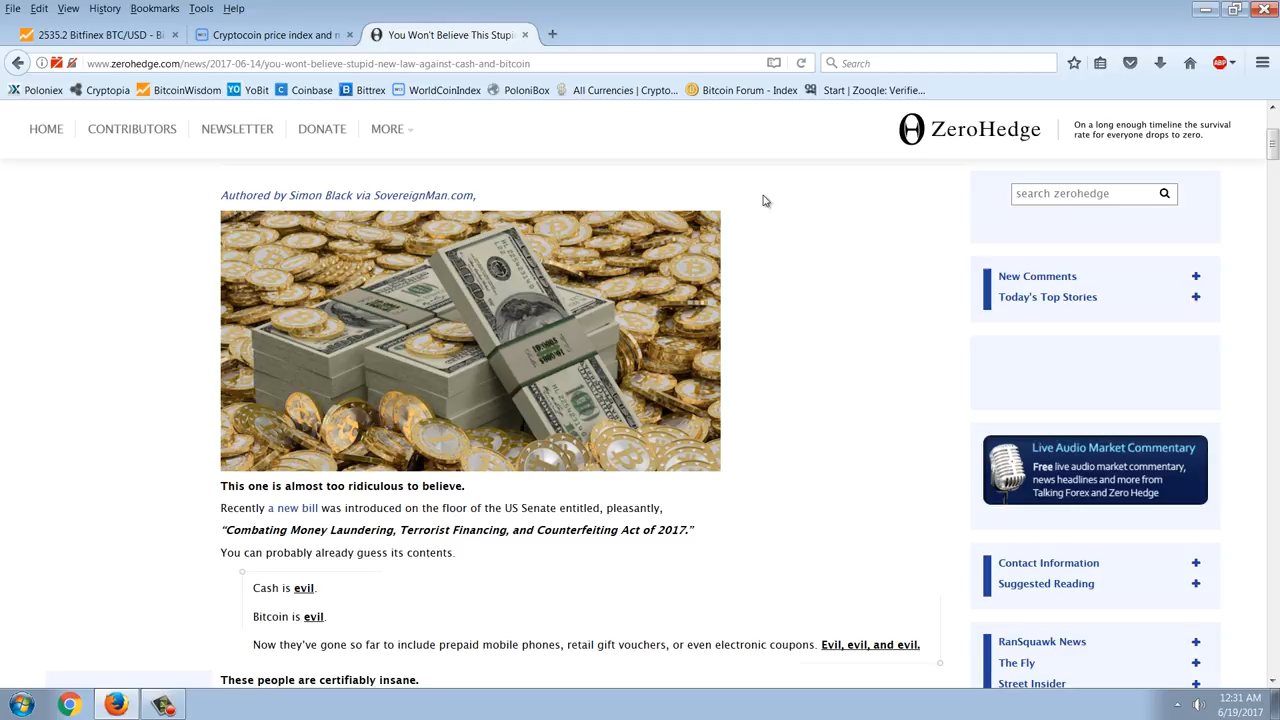 File Edit View History Bookmarks Tools Help
2535.2 Bitfinex BTC/USD - Bi
Cryptocoin price index and m
You Won't Believe This Stupi
www.zerohedge.com/news/2017-06-14/you-wont-believe-stupid-new-law-against-cash-and-bitcoin
Search
ABP
Poloniex Cryptopia BitcoinWisdom YoBit Coinbase Bittrex WorldCoinIndex PoloniBox All Currencies | Crypto... Bitcoin Forum - Index Start | Zooqle: Verifie...
HOME CONTRIBUTORS NEWSLETTER DONATE MORE
ZeroHedge
On a long enough timeline the survival
rate for everyone drops to zero.
Authored by Simon Black via SovereignMan.com,
This one is almost too ridiculous to believe.
Recently a new bill was introduced on the floor of the US Senate entitled, pleasantly,
“Combating Money Laundering, Terrorist Financing, and Counterfeiting Act of 2017.”
You can probably already guess its contents.
Cash is evil.
Bitcoin is evil.
Now they’ve gone so far to include prepaid mobile phones, retail gift vouchers, or even electronic coupons. Evil, evil, and evil.
These people are certifiably insane.
search zerohedge
New Comments
Today's Top Stories
Live Audio Market Commentary
Free live audio market commentary,
news headlines and more from
Talking Forex and Zero Hedge
Contact Information
Suggested Reading
RanSquawk News
The Fly
Street Insider
12:31 AM
6/19/2017